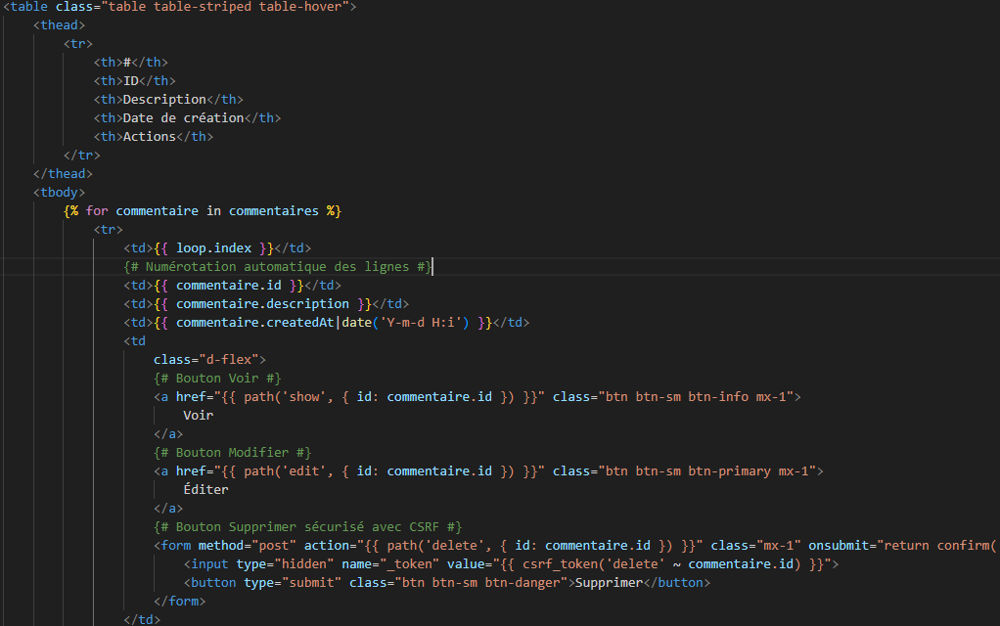 <table class="table table-striped table-hover">
<thead>
<tr>
<th>#</th>
<th>ID</th>
<th>Description</th>
<th>Date de création</th>
<th>Actions</th>
</tr>
</thead>
<tbody>
{% for commentaire in commentaires %}
<tr>
<td>{{ loop.index }}</td>
{# Numérotation automatique des lignes #}
<td>{{ commentaire.id }}</td>
<td>{{ commentaire.description }}</td>
<td>{{ commentaire.createdAt|date('Y-m-d H:i') }}</td>
<td
class="d-flex">
{# Bouton Voir #}
<a href="{{ path('show', { id: commentaire.id }) }}" class="btn btn-sm btn-info mx-1">
Voir
</a>
{# Bouton Modifier #}
<a href="{{ path('edit', { id: commentaire.id }) }}" class="btn btn-sm btn-primary mx-1">
Éditer
</a>
{# Bouton Supprimer sécurisé avec CSRF #}
<form method="post" action="{{ path('delete', { id: commentaire.id }) }}" class="mx-1" onsubmit="return confirm(
<input type="hidden" name="_token" value="{{ csrf_token('delete' ~ commentaire.id) }}">
<button type="submit" class="btn btn-sm btn-danger">Supprimer</button>
</form>
</td>